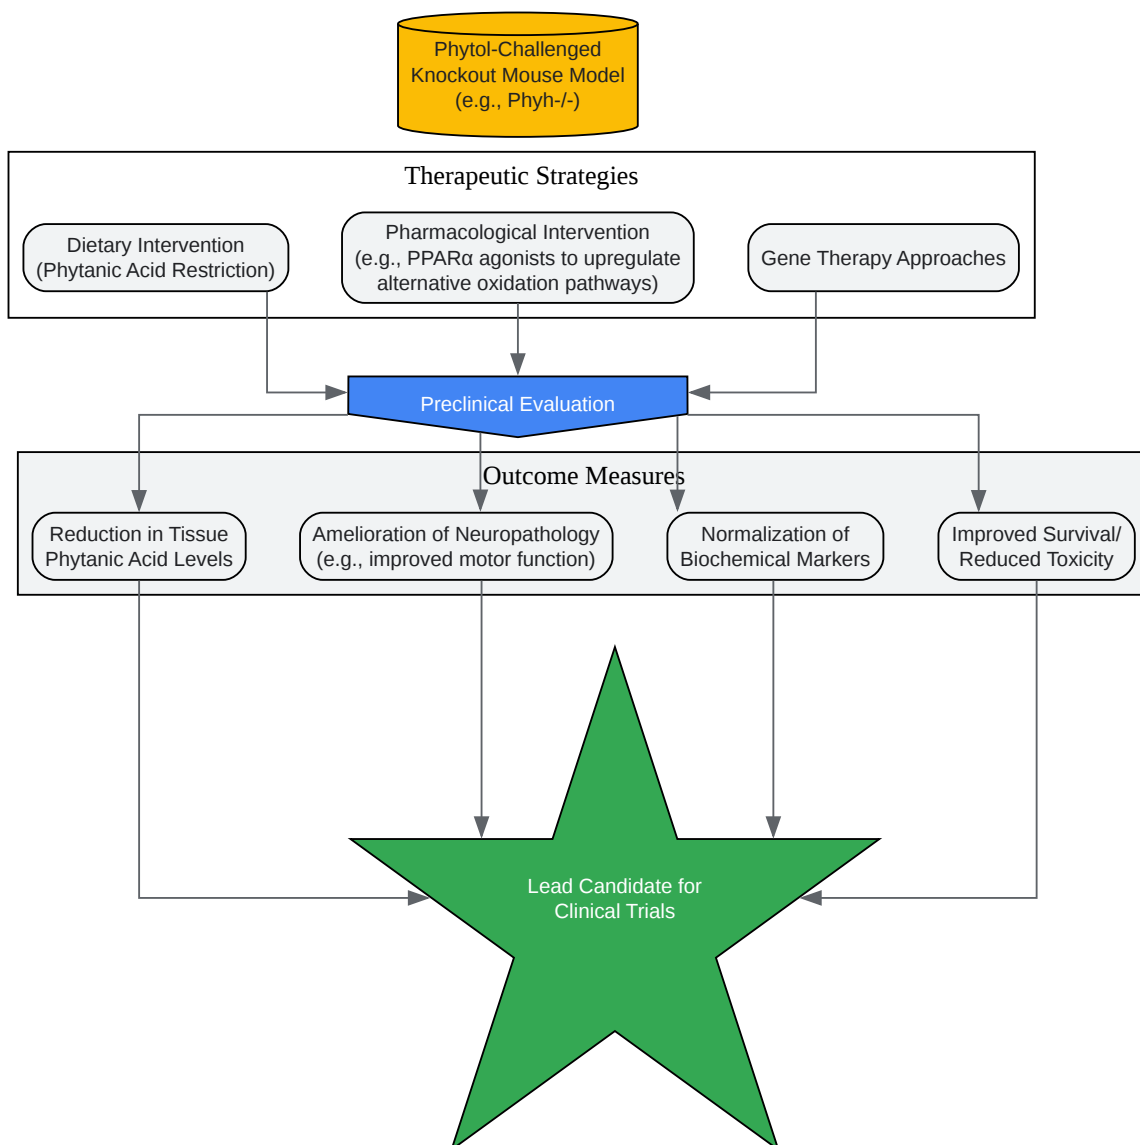 Phytol-Challenged
Knockout Mouse Model
(e.g., Phyh-/-)
Therapeutic Strategies
Dietary Intervention
(Phytanic Acid Restriction)
Pharmacological Intervention
(e.g., PPARα agonists to upregulate
alternative oxidation pathways)
Gene Therapy Approaches
Preclinical Evaluation
Outcome Measures
Reduction in Tissue
Phytanic Acid Levels
Amelioration of Neuropathology
(e.g., improved motor function)
Normalization of
Biochemical Markers
Improved Survival/
Reduced Toxicity
Lead Candidate for
Clinical Trials